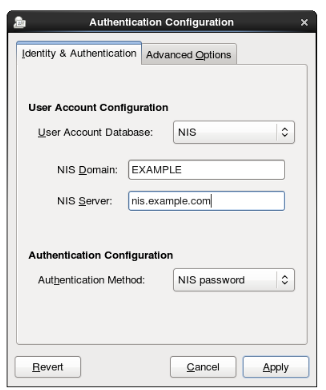 Authentication Configuration
Identity & Authentication Advanced Options
User Account Configuration
User Account Database: NIS
NIS Domain: EXAMPLE
NIS Server: nis.example.com
Authentication Configuration
Authentication Method: NIS password
Revert Cancel Apply